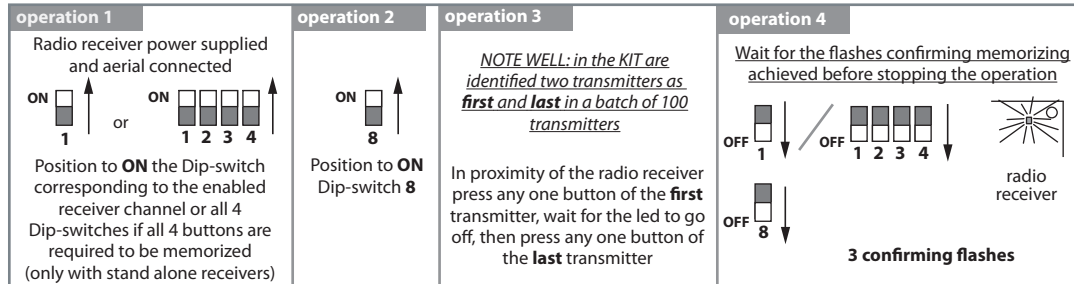 operation 1
Radio receiver power supplied
and aerial connected
ON
1
or
ON
1 2 3 4
Position to ON the Dip-switch
corresponding to the enabled
receiver channel or all 4
Dip-switches if all 4 buttons are
required to be memorized
(only with stand alone receivers)
operation 2
ON
8
Position to ON
Dip-switch 8
operation 3
NOTE WELL: in the KIT are
identified two transmitters as
first and last in a batch of 100
transmitters
In proximity of the radio receiver
press any one button of the first
transmitter, wait for the led to go
off, then press any one button of
the last transmitter
operation 4
Wait for the flashes confirming memorizing
achieved before stopping the operation
OFF
1
OFF
1 2 3 4
radio
receiver
OFF
8
3 confirming flashes